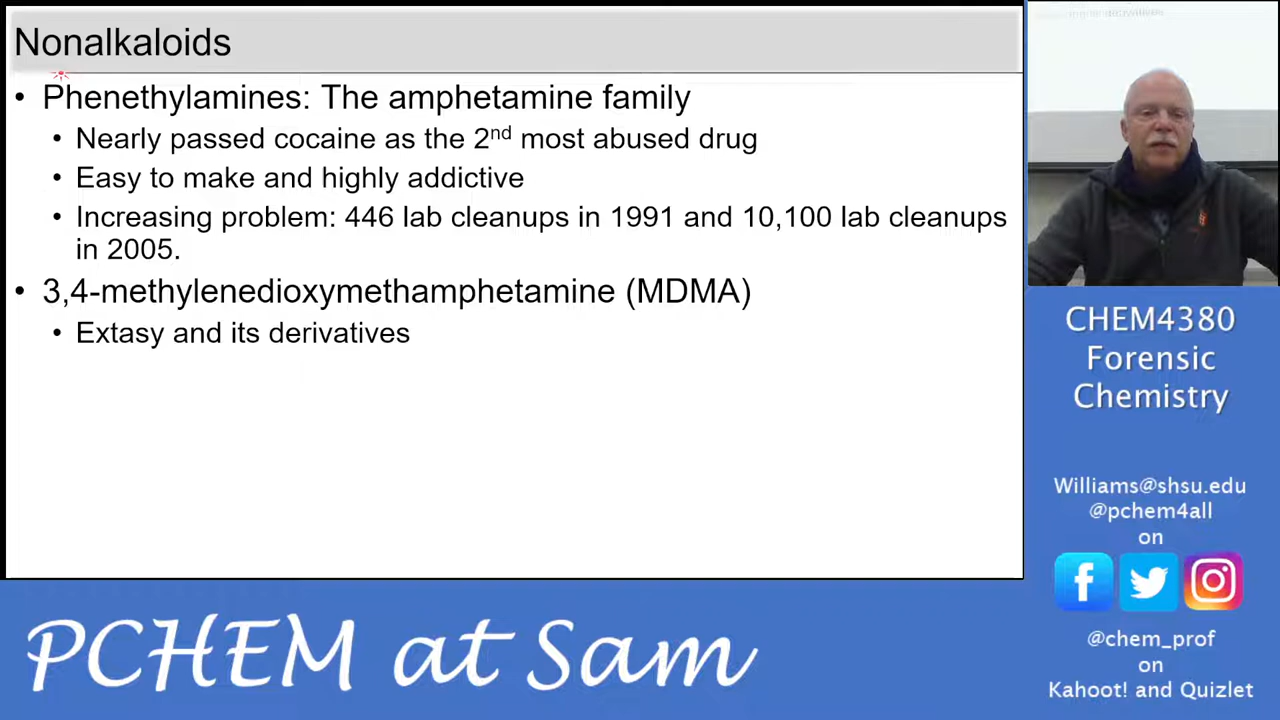 Nonalkaloids
• Phenethylamines: The amphetamine family
• Nearly passed cocaine as the 2nd most abused drug
• Easy to make and highly addictive
• Increasing problem: 446 lab cleanups in 1991 and 10,100 lab cleanups
in 2005.
• 3,4-methylenedioxymethamphetamine (MDMA)
• Extasy and its derivatives
CHEM4380
Forensic
Chemistry
Williams@shsu.edu
@pchem4all
on
@chem_prof
on
Kahoot! and Quizlet
PCHEM at Sam